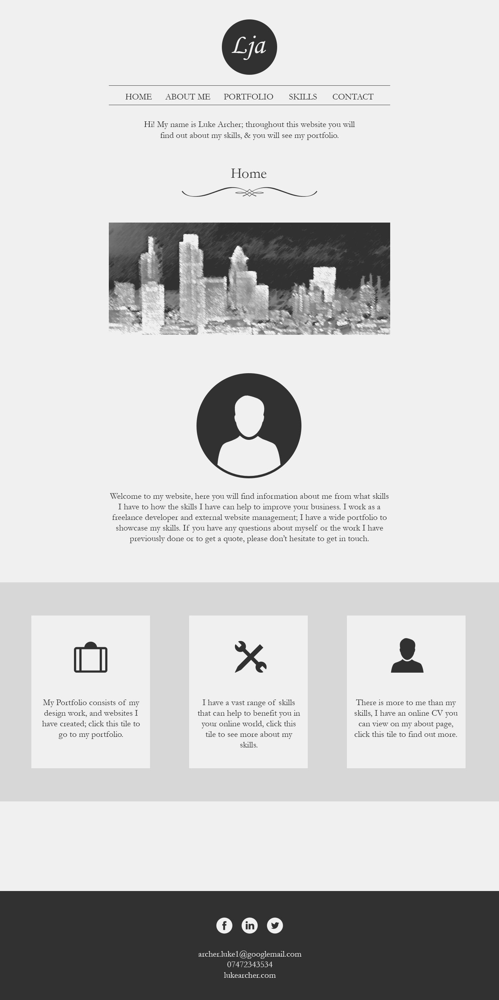 Lja
HOME ABOUT ME PORTFOLIO SKILLS CONTACT
Hi! My name is Luke Archer; throughout this website you will
find out about my skills, & you will see my portfolio.
Home
Welcome to my website, here you will find information about me from what skills
I have to how the skills I have can help to improve your business. I work as a
freelance developer and external website management; I have a wide portfolio to
showcase my skills. If you have any questions about myself or the work I have
previously done or to get a quote, please don’t hesitate to get in touch.
My Portfolio consists of my
design work, and websites I
have created; click this tile to
go to my portfolio.
I have a vast range of skills
that can help to benefit you in
your online world, click this
tile to see more about my
skills.
There is more to me than my
skills, I have an online CV you
can view on my about page,
click this tile to find out more.
f in
archer.luke1@googlemail.com
07472343534
lukearcher.com